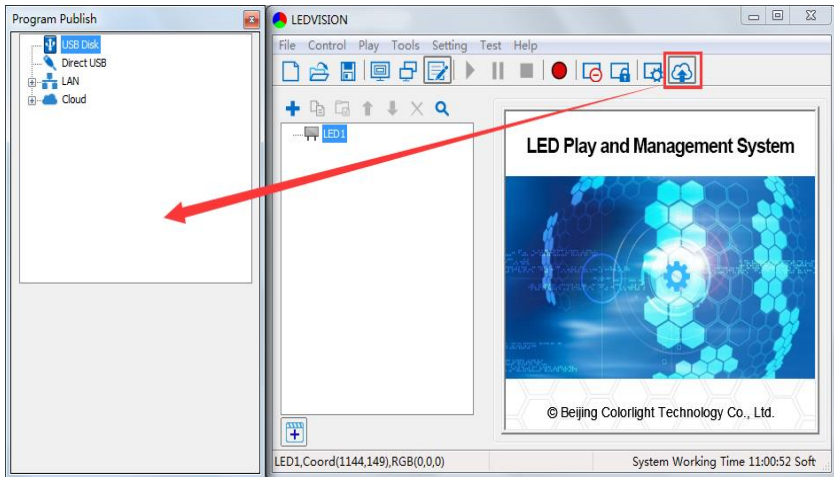 Program Publish
USB Disk
Direct USB
LAN
Cloud
LEDVISION
File Control Play Tools Setting Test Help
LED1
LED Play and Management System
© Beijing Colorlight Technology Co., Ltd.
LED1,Coord(1144,149),RGB(0,0,0)
System Working Time 11:00:52 Soft